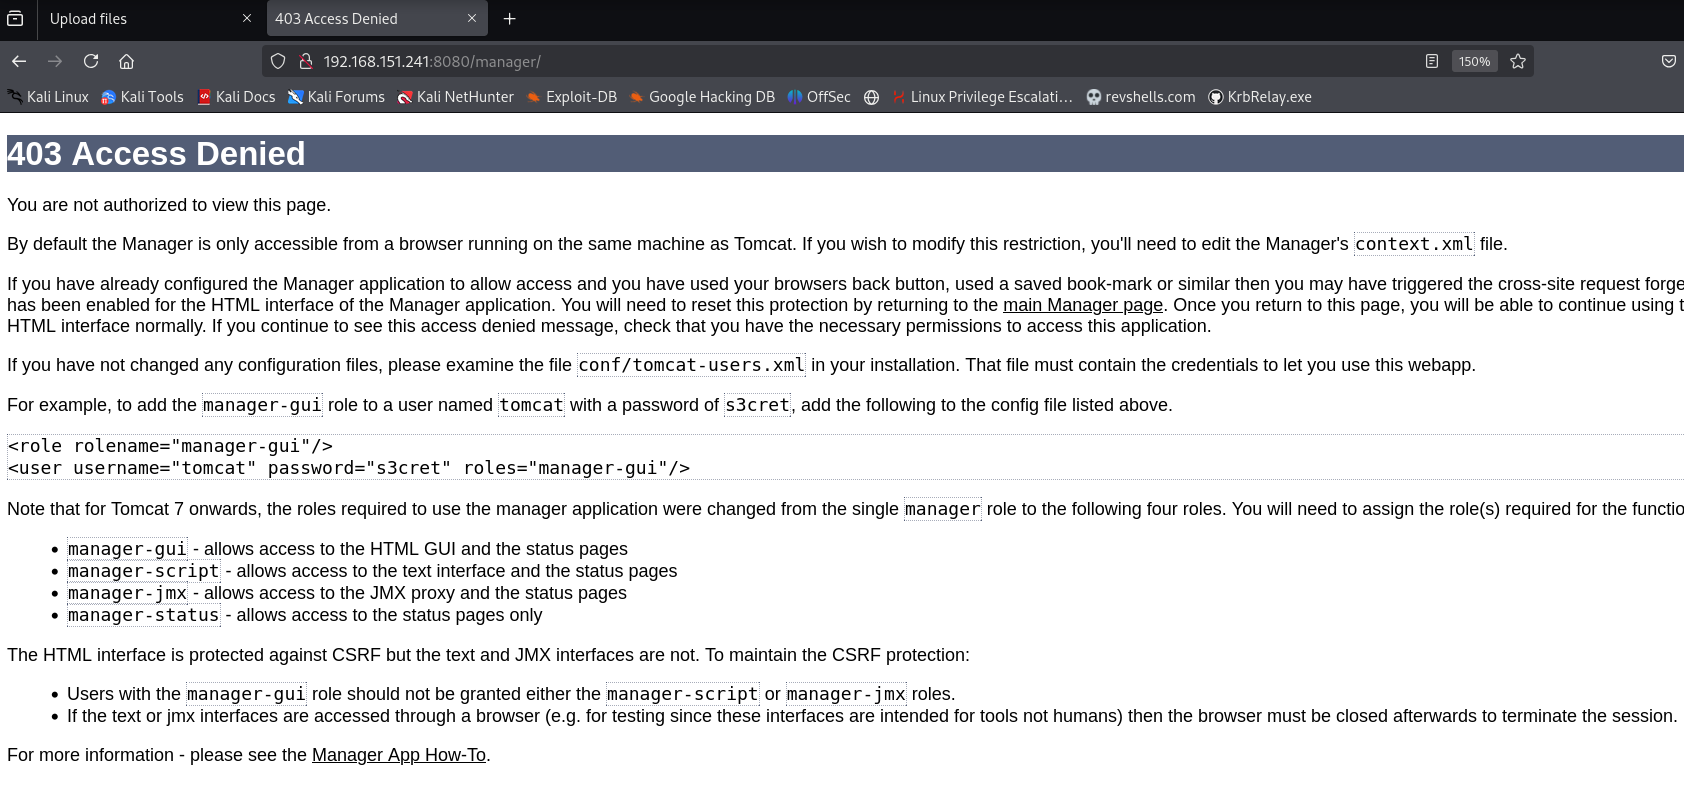 Upload files
403 Access Denied
192.168.151.241:8080/manager/
150%
Kali Linux
Kali Tools
Kali Docs
Kali Forums
Kali NetHunter
Exploit-DB
Google Hacking DB
OffSec
Linux Privilege Escalati...
revshells.com
KrbRelay.exe
403 Access Denied
You are not authorized to view this page.
By default the Manager is only accessible from a browser running on the same machine as Tomcat. If you wish to modify this restriction, you'll need to edit the Manager's context.xml file.
If you have already configured the Manager application to allow access and you have used your browsers back button, used a saved book-mark or similar then you may have triggered the cross-site request forge
has been enabled for the HTML interface of the Manager application. You will need to reset this protection by returning to the main Manager page. Once you return to this page, you will be able to continue using t
HTML interface normally. If you continue to see this access denied message, check that you have the necessary permissions to access this application.
If you have not changed any configuration files, please examine the file conf/tomcat-users.xml in your installation. That file must contain the credentials to let you use this webapp.
For example, to add the manager-gui role to a user named tomcat with a password of s3cret, add the following to the config file listed above.
<role rolename="manager-gui"/>
<user username="tomcat" password="s3cret" roles="manager-gui"/>
Note that for Tomcat 7 onwards, the roles required to use the manager application were changed from the single manager role to the following four roles. You will need to assign the role(s) required for the functio
• manager-gui - allows access to the HTML GUI and the status pages
• manager-script - allows access to the text interface and the status pages
• manager-jmx - allows access to the JMX proxy and the status pages
• manager-status - allows access to the status pages only
The HTML interface is protected against CSRF but the text and JMX interfaces are not. To maintain the CSRF protection:
• Users with the manager-gui role should not be granted either the manager-script or manager-jmx roles.
• If the text or jmx interfaces are accessed through a browser (e.g. for testing since these interfaces are intended for tools not humans) then the browser must be closed afterwards to terminate the session.
For more information - please see the Manager App How-To.